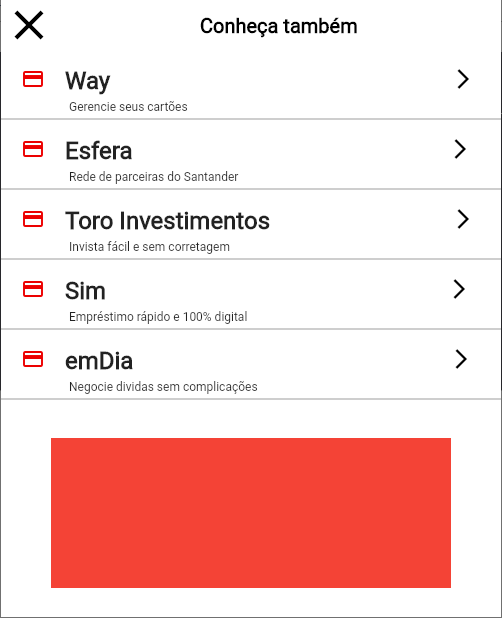 Conheça também
Way
Gerencie seus cartões
Esfera
Rede de parceiras do Santander
Toro Investimentos
Invista fácil e sem corretagem
Sim
Empréstimo rápido e 100% digital
emDia
Negocie dividas sem complicações